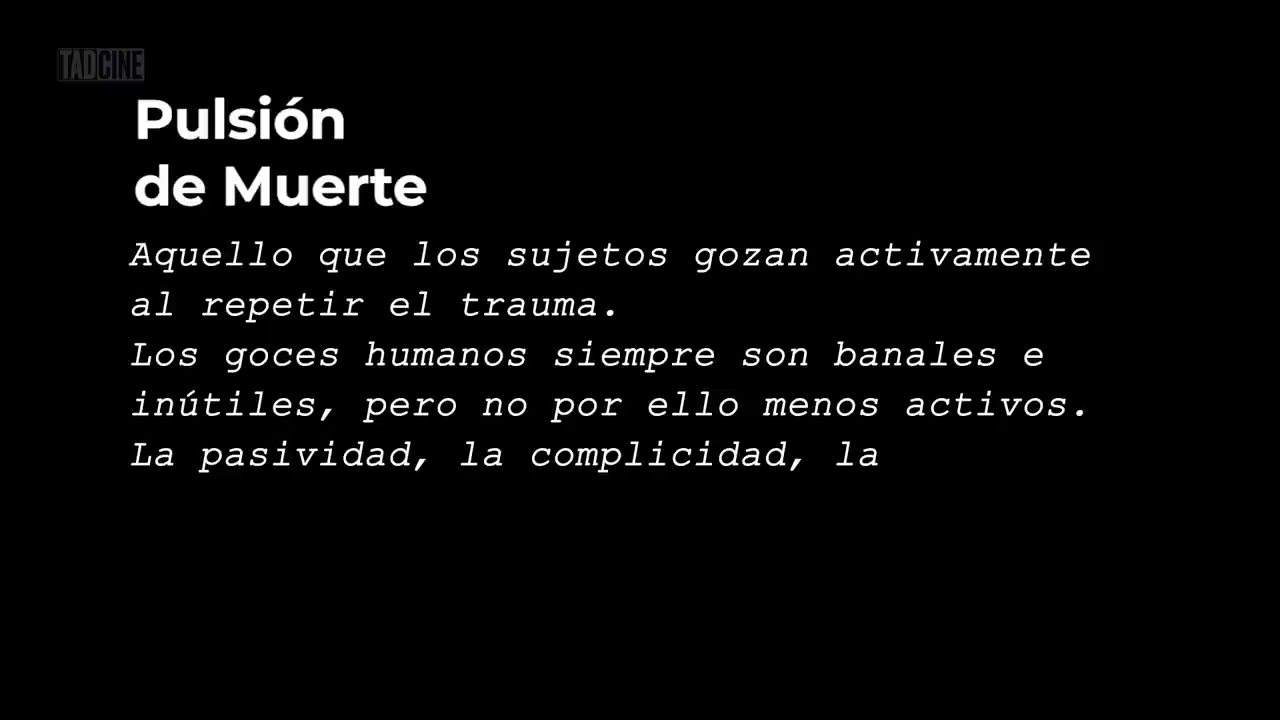 TADCINE
Pulsión
de Muerte
Aquello que los sujetos gozan activamente
al repetir el trauma.
Los goces humanos siempre son banales e
inútiles, pero no por ello menos activos.
La pasividad, la complicidad, la